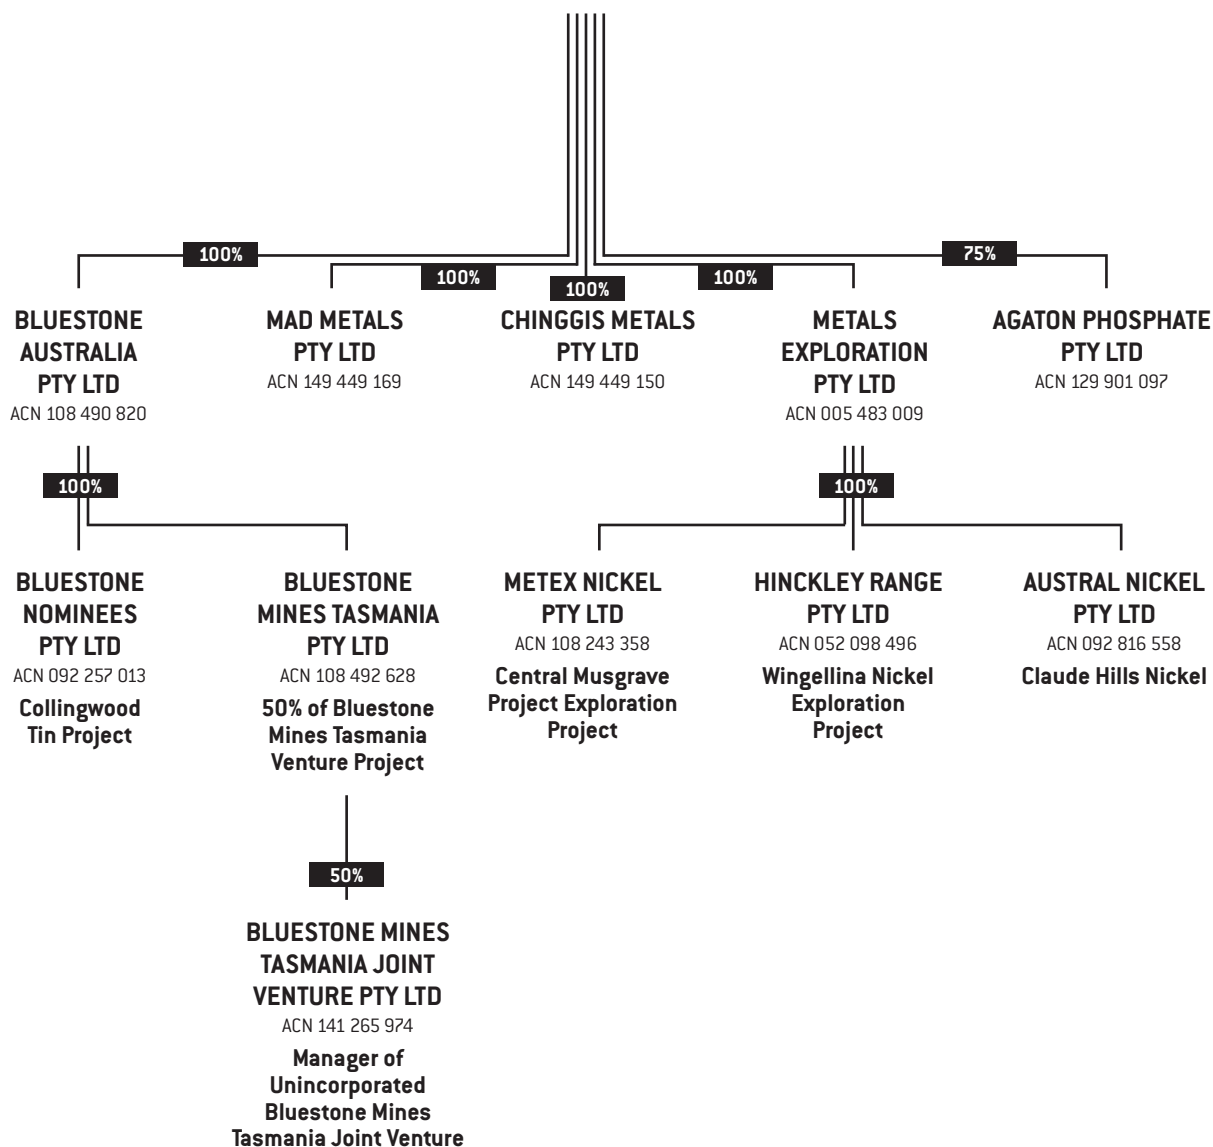 100%
75%
100%
100%
100%
BLUESTONE
AUSTRALIA
PTY LTD
ACN 108 490 820
MAD METALS
PTY LTD
ACN 149 449 169
CHINGGIS METALS
PTY LTD
ACN 149 449 150
METALS
EXPLORATION
PTY LTD
ACN 005 483 009
AGATON PHOSPHATE
PTY LTD
ACN 129 901 097
100%
100%
BLUESTONE
NOMINEES
PTY LTD
ACN 092 257 013
Collingwood
Tin Project
BLUESTONE
MINES TASMANIA
PTY LTD
ACN 108 492 628
50% of Bluestone
Mines Tasmania
Venture Project
METEX NICKEL
PTY LTD
ACN 108 243 358
Central Musgrave
Project Exploration
Project
HINCKLEY RANGE
PTY LTD
ACN 052 098 496
Wingellina Nickel
Exploration
Project
AUSTRAL NICKEL
PTY LTD
ACN 092 816 558
Claude Hills Nickel
50%
BLUESTONE MINES
TASMANIA JOINT
VENTURE PTY LTD
ACN 141 265 974
Manager of
Unincorporated
Bluestone Mines
Tasmania Joint Venture